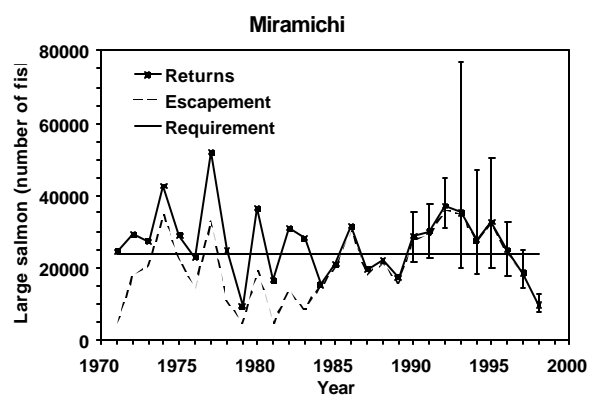 Miramichi
Large salmon (number of fis
80000
60000
40000
20000
0
Returns
Escapement
Requirement
1970 1975 1980 1985 1990 1995 2000
Year